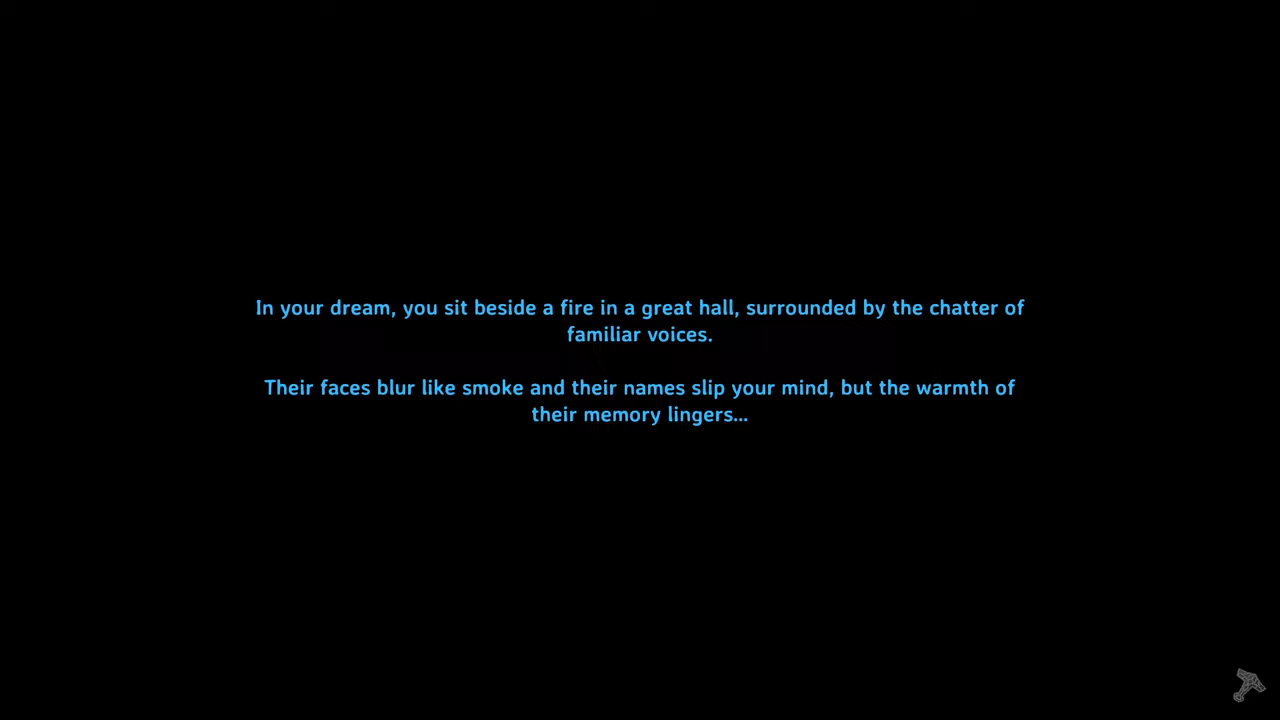 In your dream, you sit beside a fire in a great hall, surrounded by the chatter of
familiar voices.
Their faces blur like smoke and their names slip your mind, but the warmth of
their memory lingers...